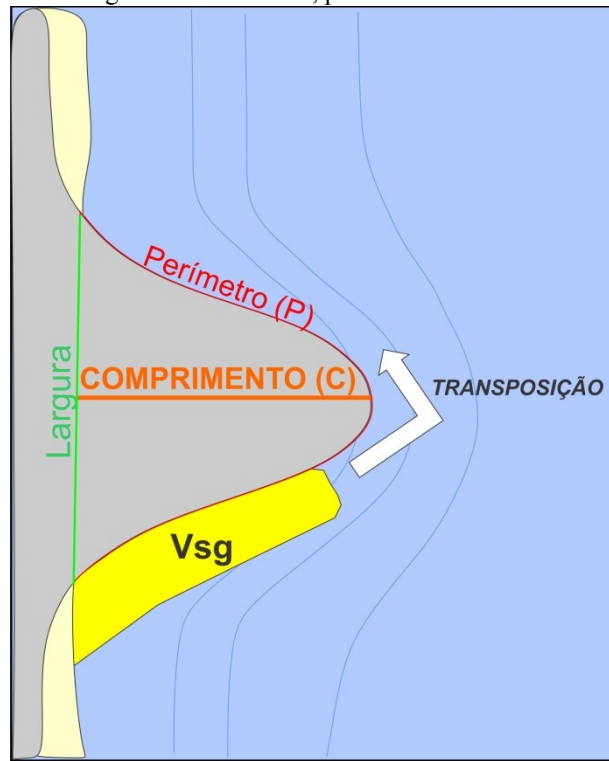 Perímetro (P)
Largura
COMPRIMENTO (C)
TRANSPOSIÇÃO
Vsg